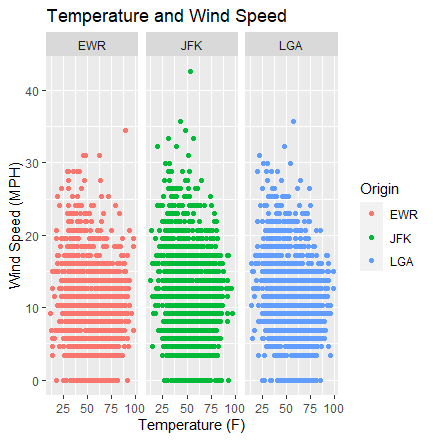 Temperature and Wind Speed
EWR JFK LGA
40
30
20
10
0
Wind Speed (MPH)
25 50 75 100 25 50 75 100 25 50 75 100
Temperature (F)
Origin
EWR
JFK
LGA